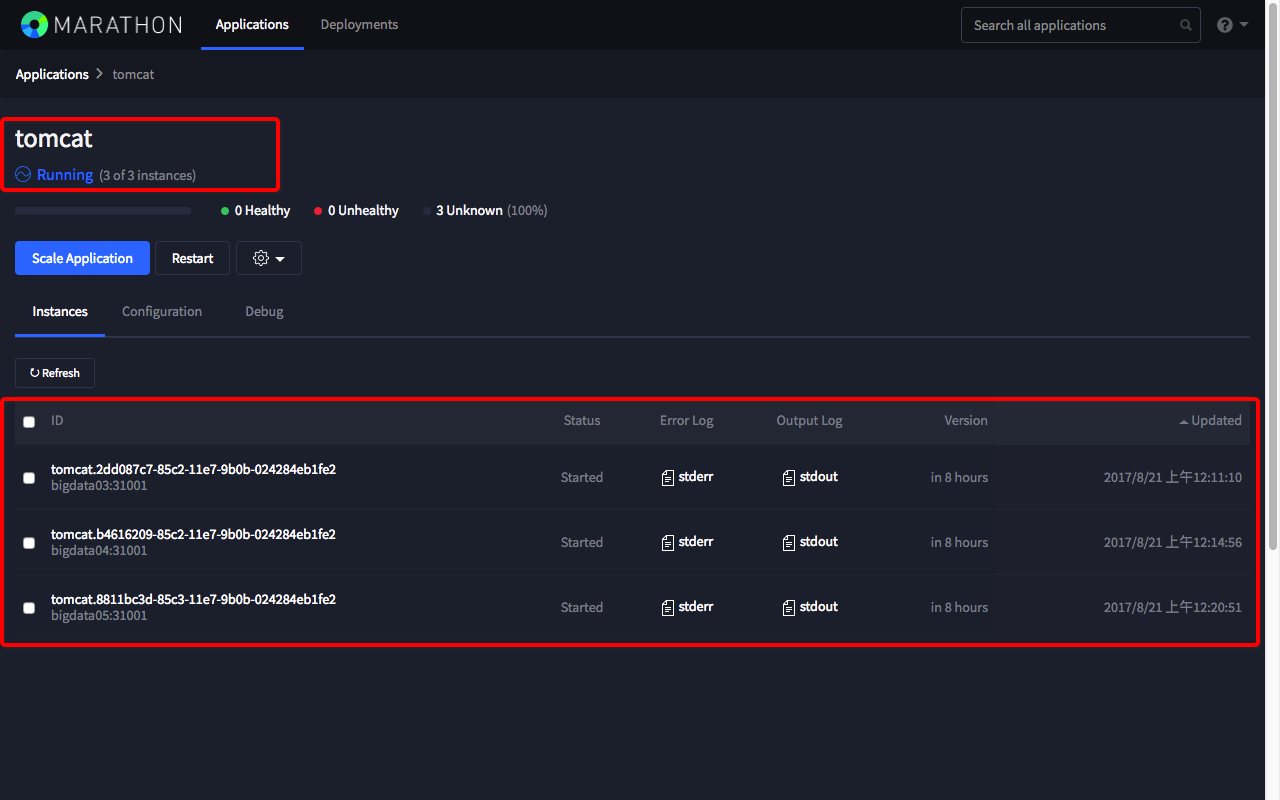 MARATHON Applications Deployments Search all applications ?
Applications > tomcat
tomcat
Running (3 of 3 instances)
0 Healthy 0 Unhealthy 3 Unknown (100%)
Scale Application Restart
Instances Configuration Debug
Refresh
ID Status Error Log Output Log Version Updated
tomcat.2dd087c7-85c2-11e7-9b0b-024284eb1fe2
bigdata03:31001 Started stderr stdout in 8 hours 2017/8/21 上午12:11:10
tomcat.b4616209-85c2-11e7-9b0b-024284eb1fe2
bigdata04:31001 Started stderr stdout in 8 hours 2017/8/21 上午12:14:56
tomcat.8811bc3d-85c3-11e7-9b0b-024284eb1fe2
bigdata05:31001 Started stderr stdout in 8 hours 2017/8/21 上午12:20:51